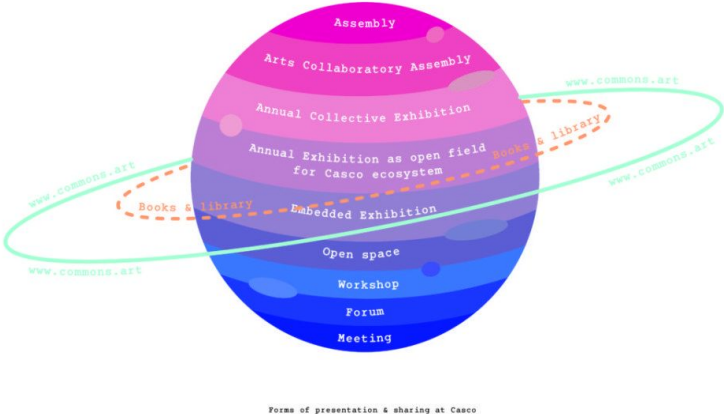 Assembly
Arts Collaboratory Assembly
www.commons.art
Annual Collective Exhibition
Annual Exhibition as open field
for Casco ecosystem
Books & library
www.commons.art
www.commons.art
Books & library
Embedded Exhibition
Open space
www.commons.art
Workshop
Forum
Meeting
Forms of presentation & sharing at Casco